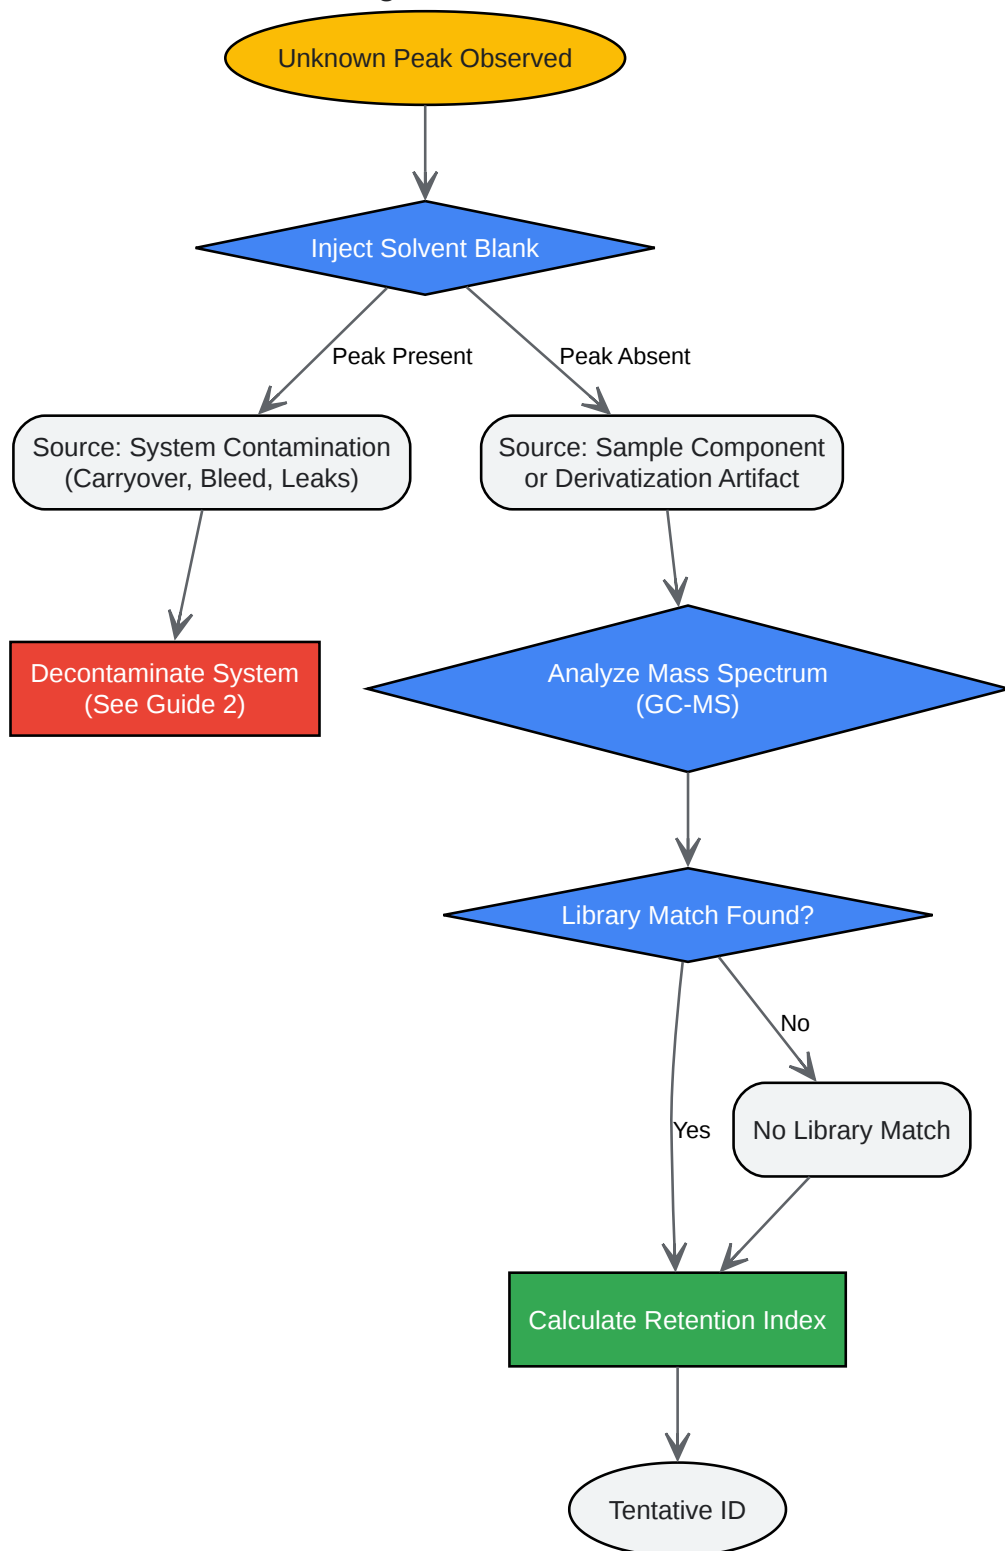 Unknown Peak Observed
Inject Solvent Blank
Peak Present
Peak Absent
Source: System Contamination
(Carryover, Bleed, Leaks)
Source: Sample Component
or Derivatization Artifact
Decontaminate System
(See Guide 2)
Analyze Mass Spectrum
(GC-MS)
Library Match Found?
No
Yes
No Library Match
Calculate Retention Index
Tentative ID